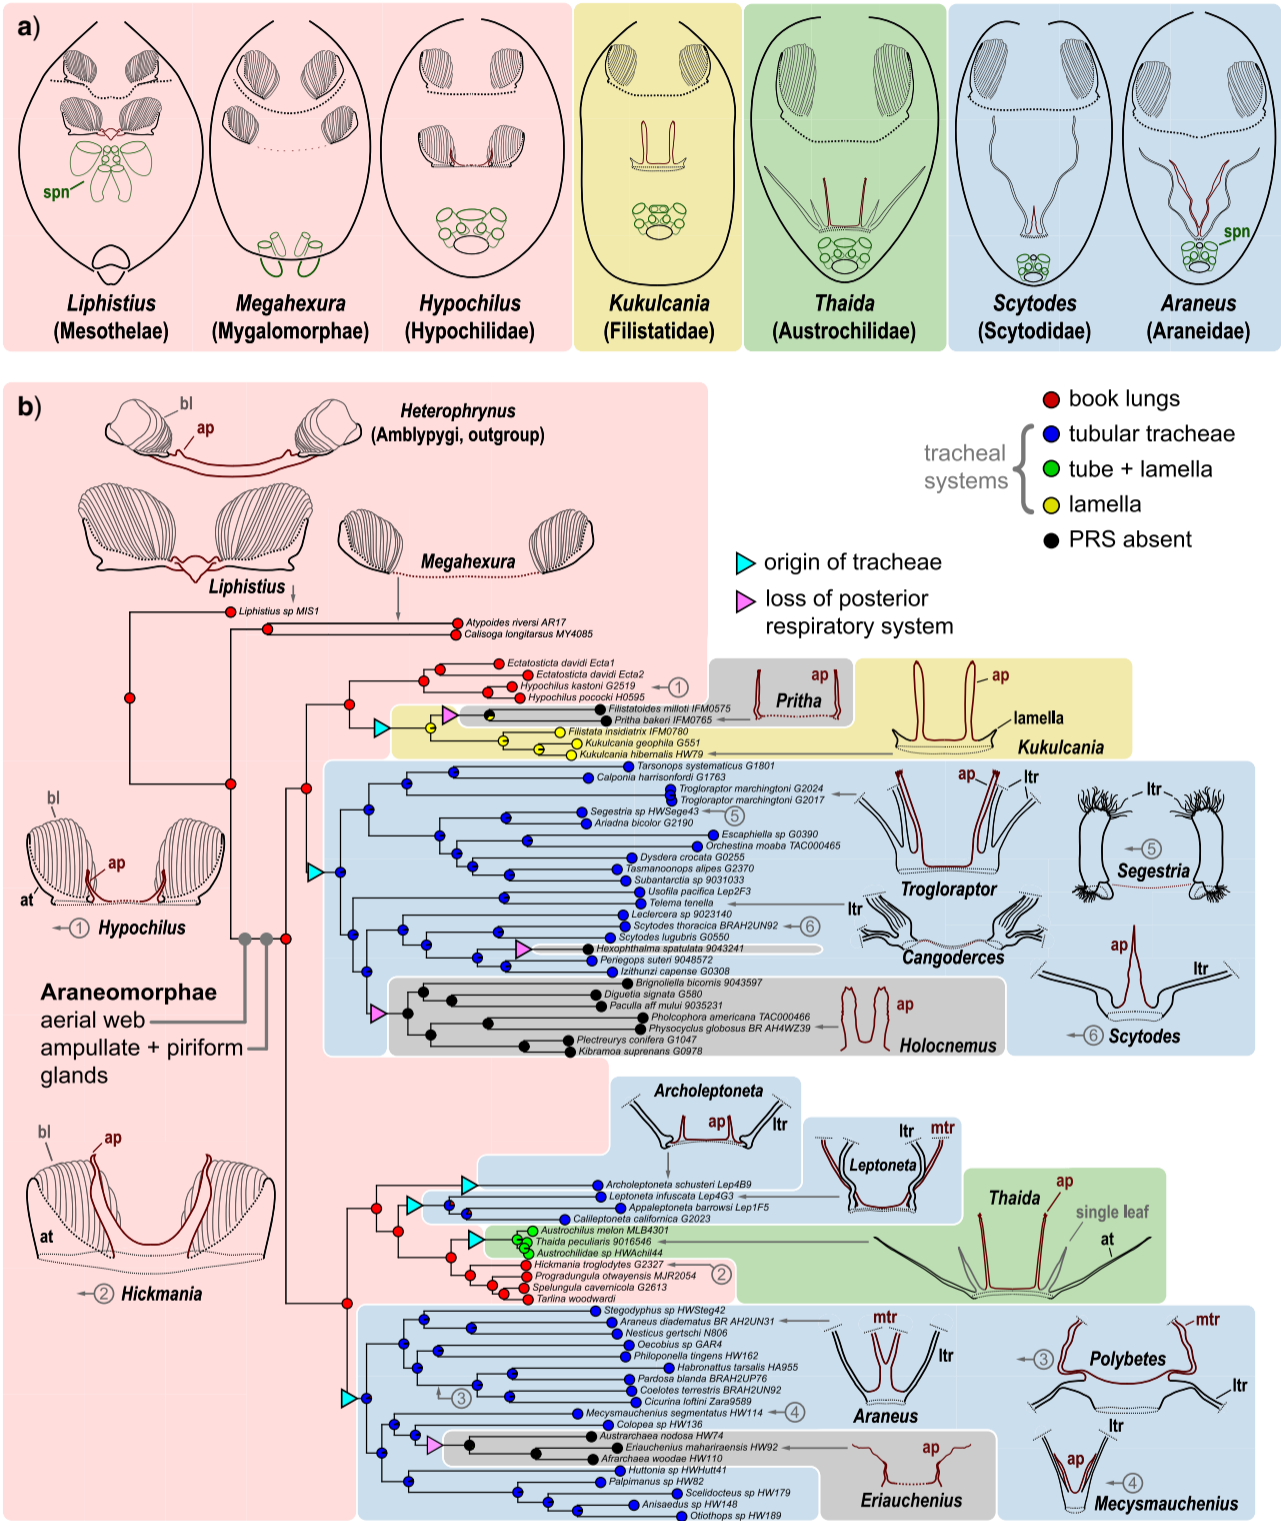 a)
spn
spn
Liphistius
(Mesothelae)
Megahexura
(Mygalomorphae)
Hypochilus
(Hypochilidae)
Kukulcania
(Filistatidae)
Thaida
(Austrochilidae)
Scytodes
(Scytodidae)
Araneus
(Araneidae)
b)
bl
ap
Heterophrynus
(Amblypygi, outgroup)
book lungs
tubular tracheae
tube + lamella
lamella
PRS absent
tracheal
systems
origin of tracheae
loss of posterior
respiratory system
Liphistius
Megahexura
Liphistius sp MIS1
Atypoides riversi AR17
Calisoga longitarsus MY4085
Ectatosticta davidi Ecta1
Ectatosticta davidi Ecta2
Hypochilus kastoni G2519
1
Hypochilus pococki H0595
Filistatoides milloti IFM0575
Pritha bakeri IFM0765
ap
Pritha
Filistata insidiatrix IFM0780
Kukulcania geophila G551
Kukulcania hibernalis HW79
ap
lamella
Kukulcania
Tarsonops systematicus G1801
Calponia harrisonfordi G1763
Trogloraptor marchingtoni G2024
Trogloraptor marchingtoni G2017
Segestria sp HWSege43
5
Ariadna bicolor G2190
Escaphiella sp G0390
Orchestina moaba TAC000465
Dysdera crocata G0255
Tasmanoonops alipes G2370
Subantarctia sp 9031033
Usofila pacifica Lep2F3
Telema tenella
Leclercera sp 9023140
Scytodes thoracica BRAH2UN92
6
Scytodes lugubris G0550
Hexophthalma spatulata 9043241
Periegops suteri 9048572
Izithunzi capense G0308
Brignoliella bicornis 9043597
Diguetia signata G580
Paculla aff mului 9035231
Pholcophora americana TAC000466
Physocyclus globosus BR AH4WZ39
Plectreurys conifera G1047
Kibramoa suprenans G0978
ap
ltr
Trogloraptor
ltr
5
Segestria
ltr
Cangoderces
ap
ltr
6 Scytodes
ap
Holocnemus
bl
ap
at
1 Hypochilus
Araneomorphae
aerial web
ampullate + piriform
glands
bl
ap
at
2 Hickmania
Archoleptoneta
ap
ltr
ltr
mtr
Leptoneta
Archoleptoneta schusteri Lep4B9
Leptoneta infuscata Lep4G3
Appaleptoneta barrowsi Lep1F5
Calileptoneta californica G2023
Austrochilus melon MLB4301
Thaida peculiaris 9016546
Austrochilidae sp HWAchil44
Hickmania troglodytes G2327
2
Progradungula otwayensis MJR2054
Spelungula cavernicola G2613
Tarlina woodwardi
Thaida
ap
single leaf
at
Stegodyphus sp HWSteg42
Araneus diadematus BR AH2UN31
Nesticus gertschi N806
Oecobius sp GAR4
Philoponella tingens HW162
Habronattus tarsalis HA955
Pardosa blanda BRAH2UP76
3
Coelotes terrestris BRAH2UN92
Cicurina loftini Zara9589
Mecysmauchenius segmentatus HW114
4
Colopea sp HW136
Austrarchaea nodosa HW74
Eriauchenius mahariraensis HW92
Afrarchaea woodae HW110
Huttonia sp HWHutt41
Palpimanus sp HW82
Scelidocteus sp HW179
Anisaedus sp HW148
Otiothops sp HW189
mtr
ltr
Araneus
mtr
3
Polybetes
ltr
ltr
ap
4
Mecysmauchenius
ap
Eriauchenius